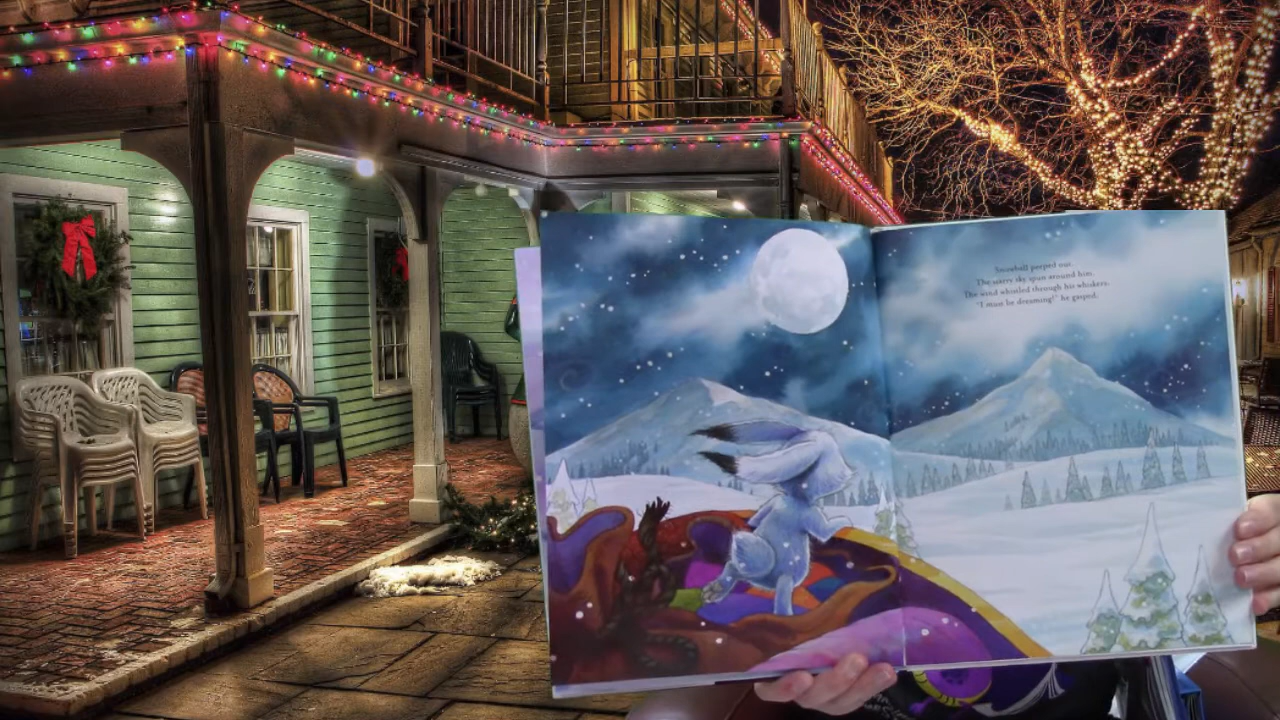 Snowball peeped out.
The starry sky spun around him.
The wind whistled through his whiskers.
"I must be dreaming!" he gasped.